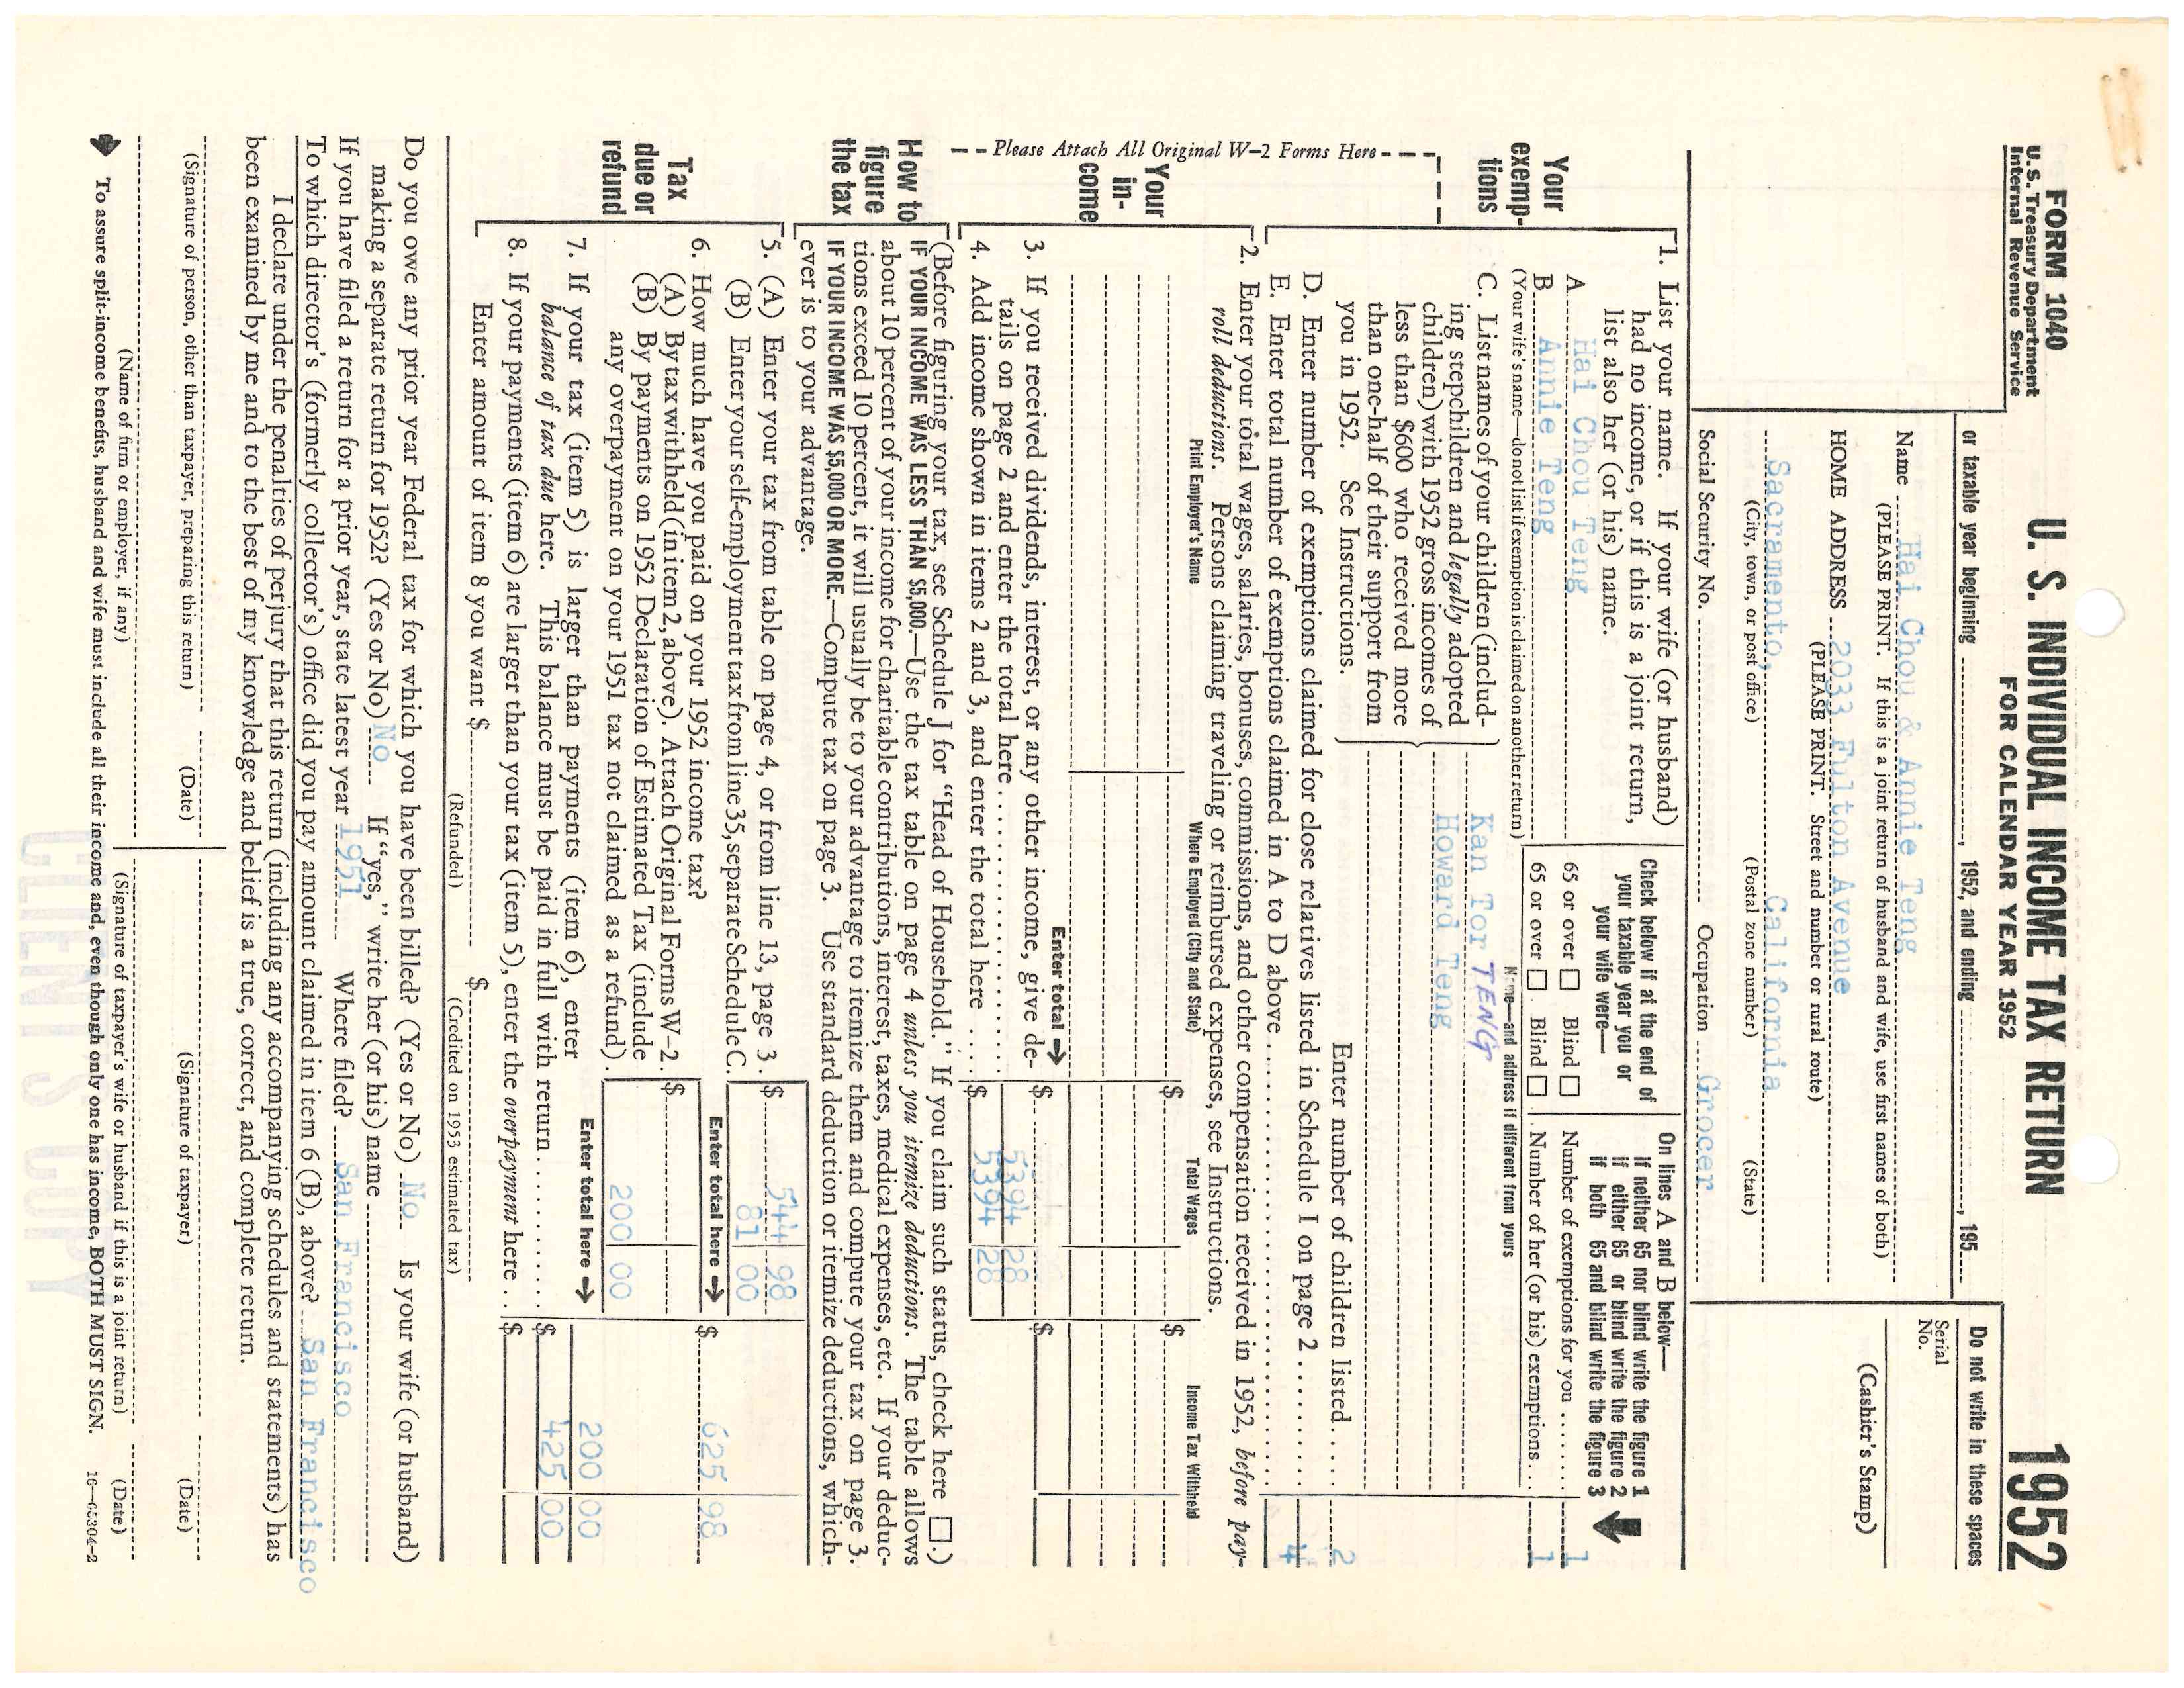 FORM 1040
U.S. Treasury Department
Internal Revenue Service
U. S. INDIVIDUAL INCOME TAX RETURN
FOR CALENDAR YEAR 1952
1952
or taxable year beginning ____, 1952, and ending ____, 195__
Do not write in these spaces
Serial
No.
(Cashier's Stamp)
Name Hai Chou & Annie Teng
(PLEASE PRINT. If this is a joint return of husband and wife, use first names of both)
HOME ADDRESS 2033 Fulton Avenue
(PLEASE PRINT. Street and number or rural route)
Sacramento, California
(City, town, or post office) (Postal zone number) (State)
Social Security No. ____ Occupation Grocer
Your
exemp-
tions
1. List your name. If your wife (or husband)
had no income, or if this is a joint return,
list also her (or his) name.
Check below if at the end of
your taxable year you or
your wife were—
On lines A and B below—
if neither 65 nor blind write the figure 1
if either 65 or blind write the figure 2
if both 65 and blind write the figure 3
A Hai Chou Teng 65 or over ☐ Blind ☐ Number of exemptions for you ........ 1
B Annie Teng 65 or over ☐ Blind ☐ Number of her (or his) exemptions... 1
(Your wife's name—do not list if exemption is claimed on another return)
Name—and address if different from yours
C. List names of your children (includ-
ing stepchildren and legally adopted
children) with 1952 gross incomes of
less than $600 who received more
than one-half of their support from
you in 1952. See Instructions.
Kan Tor TENG
Howard Teng
Enter number of children listed..... 2
D. Enter number of exemptions claimed for close relatives listed in Schedule I on page 2 ..........
E. Enter total number of exemptions claimed in A to D above .......... 4
-- Please Attach All Original W-2 Forms Here --
Your
in-
come
2. Enter your total wages, salaries, bonuses, commissions, and other compensation received in 1952, before pay-
roll deductions. Persons claiming traveling or reimbursed expenses, see Instructions.
Print Employer's Name Where Employed (City and State) Total Wages Income Tax Withheld
$ $
Enter total → $ $
3. If you received dividends, interest, or any other income, give de-
tails on page 2 and enter the total here .......... 5394 28
4. Add income shown in items 2 and 3, and enter the total here .... $ 5394 28
How to
figure
the tax
(Before figuring your tax, see Schedule J for "Head of Household." If you claim such status, check here ☐.)
IF YOUR INCOME WAS LESS THAN $5,000.—Use the tax table on page 4 unless you itemize deductions. The table allows
about 10 percent of your income for charitable contributions, interest, taxes, medical expenses, etc. If your deduc-
tions exceed 10 percent, it will usually be to your advantage to itemize them and compute your tax on page 3.
IF YOUR INCOME WAS $5,000 OR MORE.—Compute tax on page 3. Use standard deduction or itemize deductions, which-
ever is to your advantage.
Tax
due or
refund
5. (A) Enter your tax from table on page 4, or from line 13, page 3. $ 544 98
(B) Enter your self-employment tax from line 35, separate Schedule C. 81 00
Enter total here → $ 625 98
6. How much have you paid on your 1952 income tax?
(A) By tax withheld (in item 2, above). Attach Original Forms W-2. $
(B) By payments on 1952 Declaration of Estimated Tax (include
any overpayment on your 1951 tax not claimed as a refund). 200 00
Enter total here → 200 00
7. If your tax (item 5) is larger than payments (item 6), enter
balance of tax due here. This balance must be paid in full with return............ $ 425 00
8. If your payments (item 6) are larger than your tax (item 5), enter the overpayment here .. $
Enter amount of item 8 you want $ ____ $ ____
(Refunded) (Credited on 1953 estimated tax)
Do you owe any prior year Federal tax for which you have been billed? (Yes or No) No Is your wife (or husband)
making a separate return for 1952? (Yes or No) No If "yes," write her (or his) name
If you have filed a return for a prior year, state latest year 1951 Where filed? San Francisco
To which director's (formerly collector's) office did you pay amount claimed in item 6 (B), above? San Francisco
I declare under the penalties of perjury that this return (including any accompanying schedules and statements) has
been examined by me and to the best of my knowledge and belief is a true, correct, and complete return.
(Signature of person, other than taxpayer, preparing this return) (Date) (Signature of taxpayer) (Date)
(Name of firm or employer, if any) (Signature of taxpayer's wife or husband if this is a joint return) (Date)
To assure split-income benefits, husband and wife must include all their income and, even though only one has income, BOTH MUST SIGN. 16—65304-2
CLIENT'S COPY